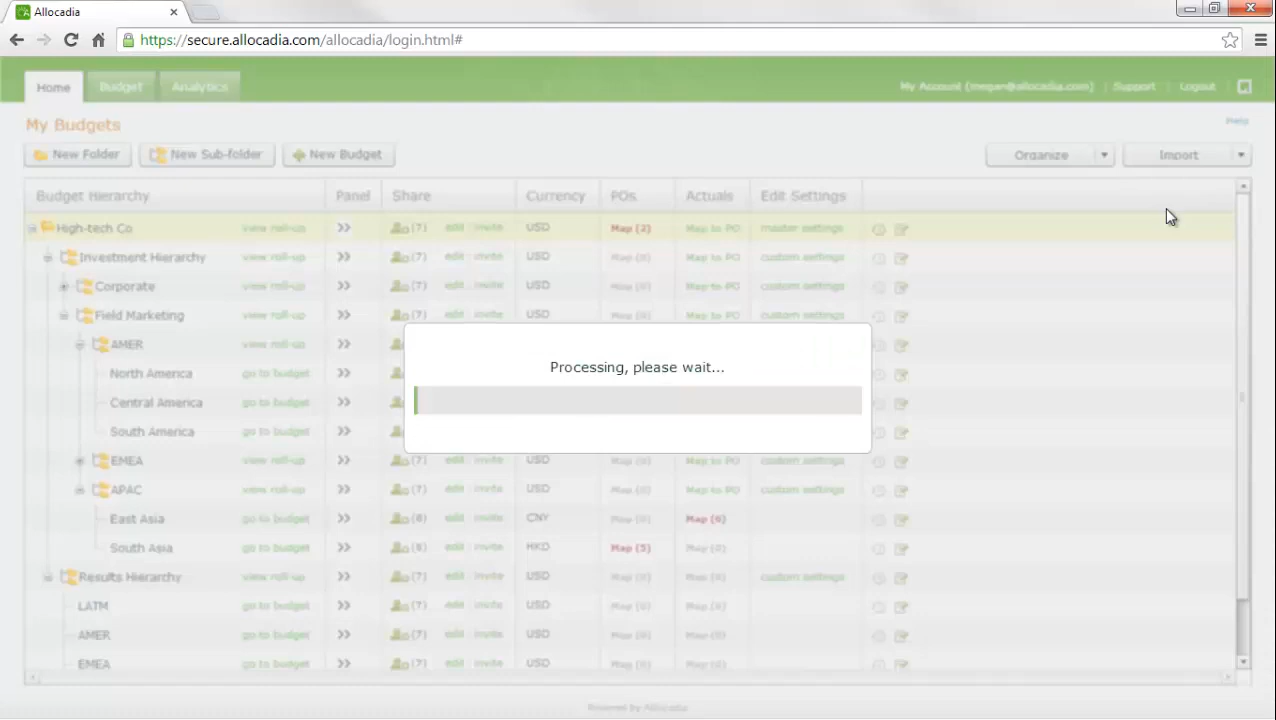 Allocadia
https://secure.allocadia.com/allocadia/login.html#
Home Budget Analytics My Account (megan@allocadia.com) | Support | Logout
My Budgets Help
New Folder New Sub-folder New Budget Organize Import
Budget Hierarchy Panel Share Currency POs Actuals Edit Settings
High-tech Co view roll-up (7) edit invite USD Map (2) Map to PO master settings
Investment Hierarchy view roll-up (7) edit invite USD Map (0) Map to PO custom settings
Corporate view roll-up (7) edit invite USD Map (0) Map to PO custom settings
Field Marketing view roll-up (7) edit invite USD Map (0) Map to PO custom settings
AMER view roll-up
North America go to budget
Central America go to budget
South America go to budget
Processing, please wait...
EMEA view roll-up (7) edit invite USD Map (0) Map to PO custom settings
APAC view roll-up (7) edit invite USD Map (0) Map to PO custom settings
East Asia go to budget edit invite CNY Map (0)
South Asia go to budget edit invite HKD Map (5) Map (0)
Results Hierarchy view roll-up (7) edit invite USD Map (0) Map (0) custom settings
LATM go to budget (7) edit invite USD Map (0) Map (0)
AMER go to budget (7) edit invite USD Map (0) Map (0)
EMEA go to budget (7) edit invite USD Map (0) Map (0)
Powered by Allocadia